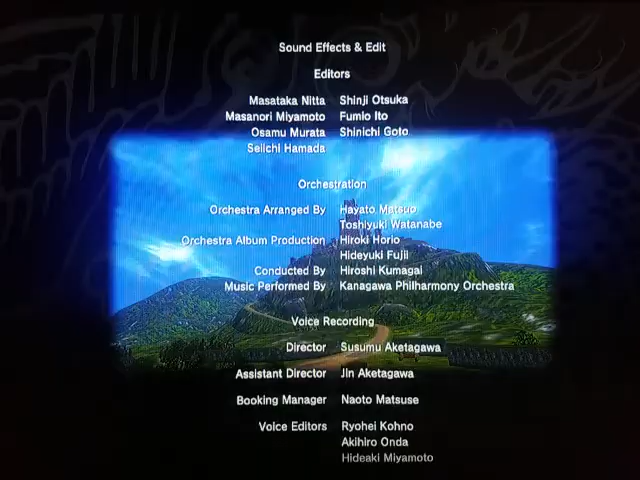 Sound Effects & Edit
Editors
Masataka Nitta Shinji Otsuka
Masanori Miyamoto Fumio Ito
Osamu Murata Shinichi Goto
Seiichi Hamada
Orchestration
Orchestra Arranged By Hayato Matsuo
Toshiyuki Watanabe
Orchestra Album Production Hiroki Horio
Hideyuki Fujii
Conducted By Hiroshi Kumagai
Music Performed By Kanagawa Philharmony Orchestra
Voice Recording
Director Susumu Aketagawa
Assistant Director Jin Aketagawa
Booking Manager Naoto Matsuse
Voice Editors Ryohei Kohno
Akihiro Onda
Hideaki Miyamoto